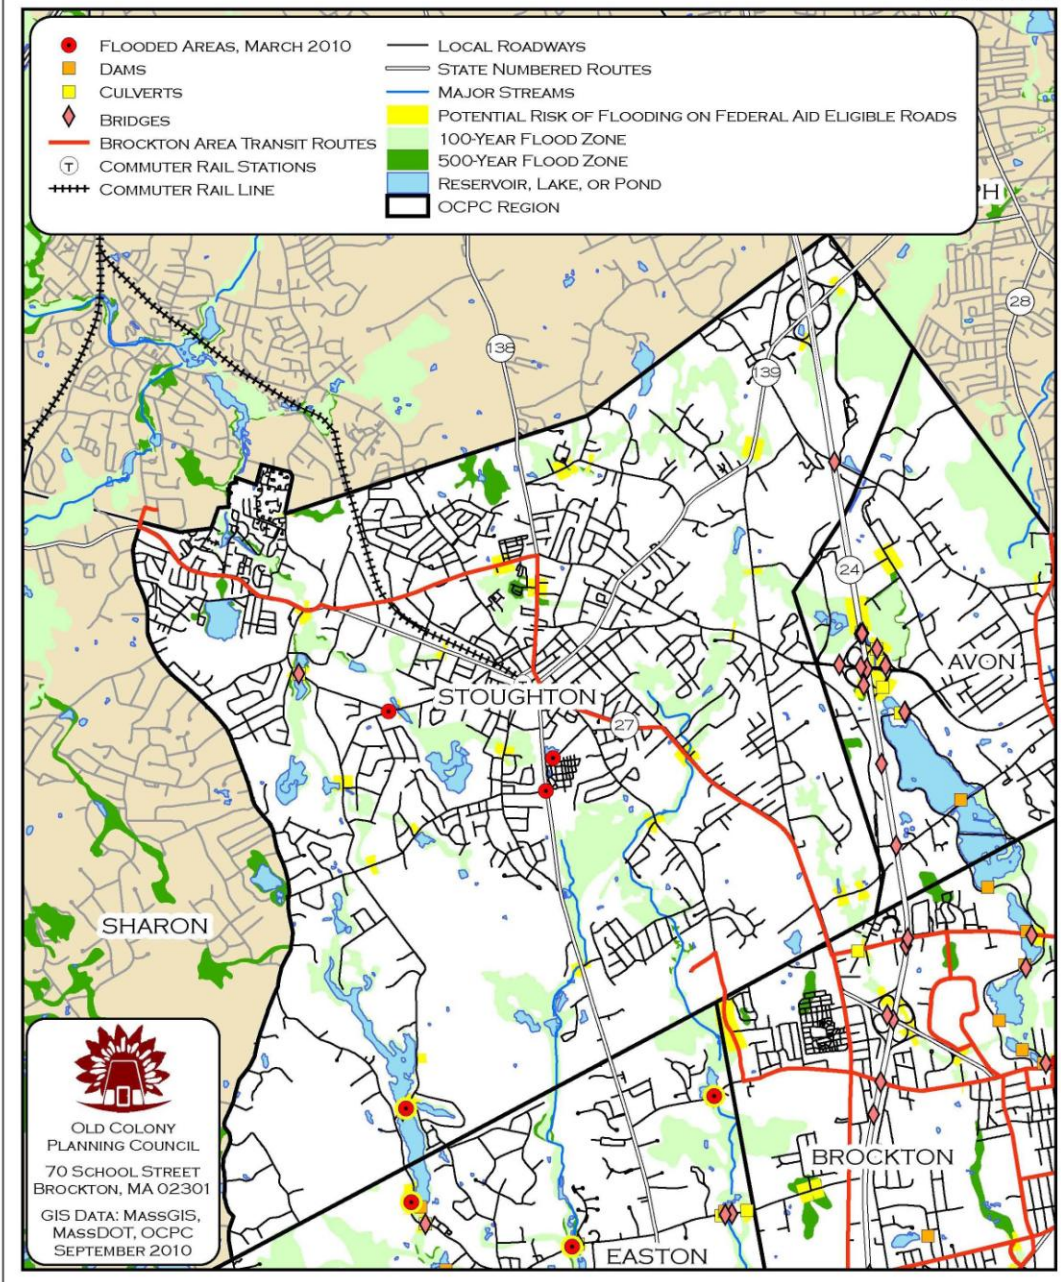 Flooded Areas, March 2010
Dams
Culverts
Bridges
Brockton Area Transit Routes
T Commuter Rail Stations
Commuter Rail Line
Local Roadways
State Numbered Routes
Major Streams
Potential Risk of Flooding on Federal Aid Eligible Roads
100-Year Flood Zone
500-Year Flood Zone
Reservoir, Lake, or Pond
OCPC Region
PH
28
138
139
24
AVON
STOUGHTON
27
SHARON
BROCKTON
EASTON
Old Colony
Planning Council
70 School Street
Brockton, MA 02301
GIS Data: MassGIS,
MassDOT, OCPC
September 2010